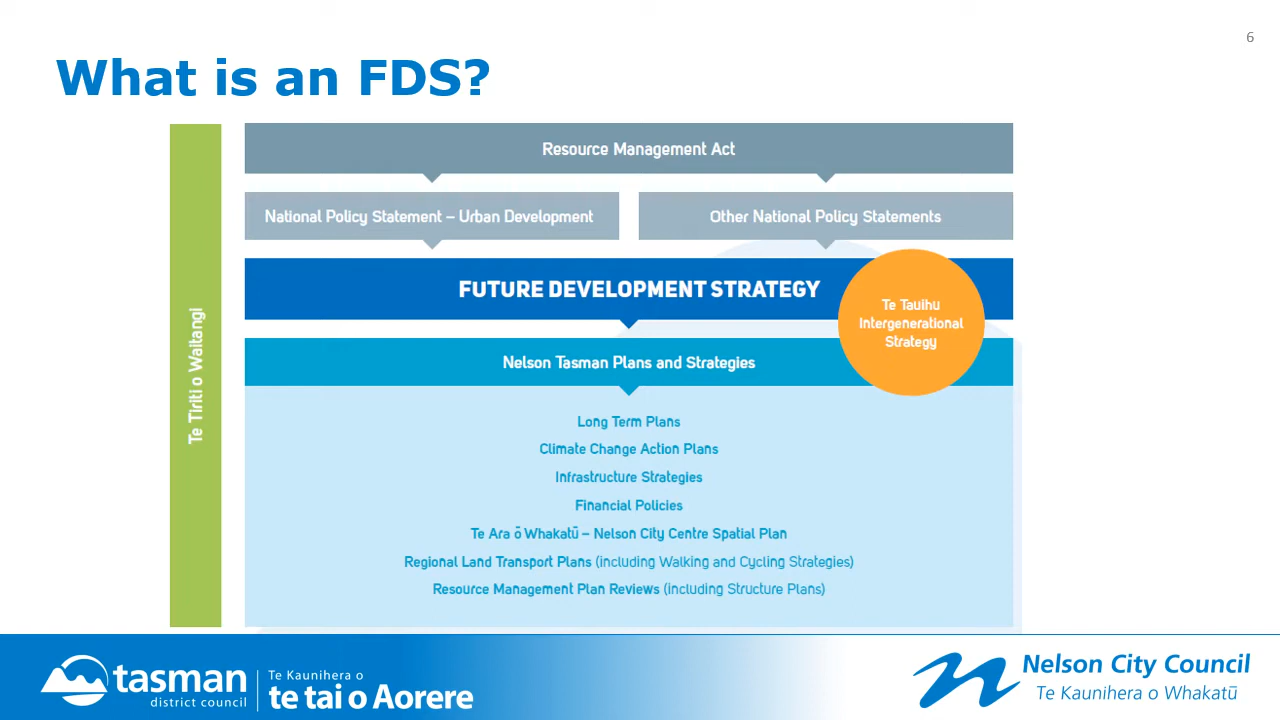 6
What is an FDS?
Te Tiriti o Waitangi
Resource Management Act
National Policy Statement – Urban Development
Other National Policy Statements
FUTURE DEVELOPMENT STRATEGY
Te Tauihu
Intergenerational
Strategy
Nelson Tasman Plans and Strategies
Long Term Plans
Climate Change Action Plans
Infrastructure Strategies
Financial Policies
Te Ara ō Whakatū – Nelson City Centre Spatial Plan
Regional Land Transport Plans (including Walking and Cycling Strategies)
Resource Management Plan Reviews (including Structure Plans)
tasman
district council
Te Kaunihera o
te tai o Aorere
Nelson City Council
Te Kaunihera o Whakatū